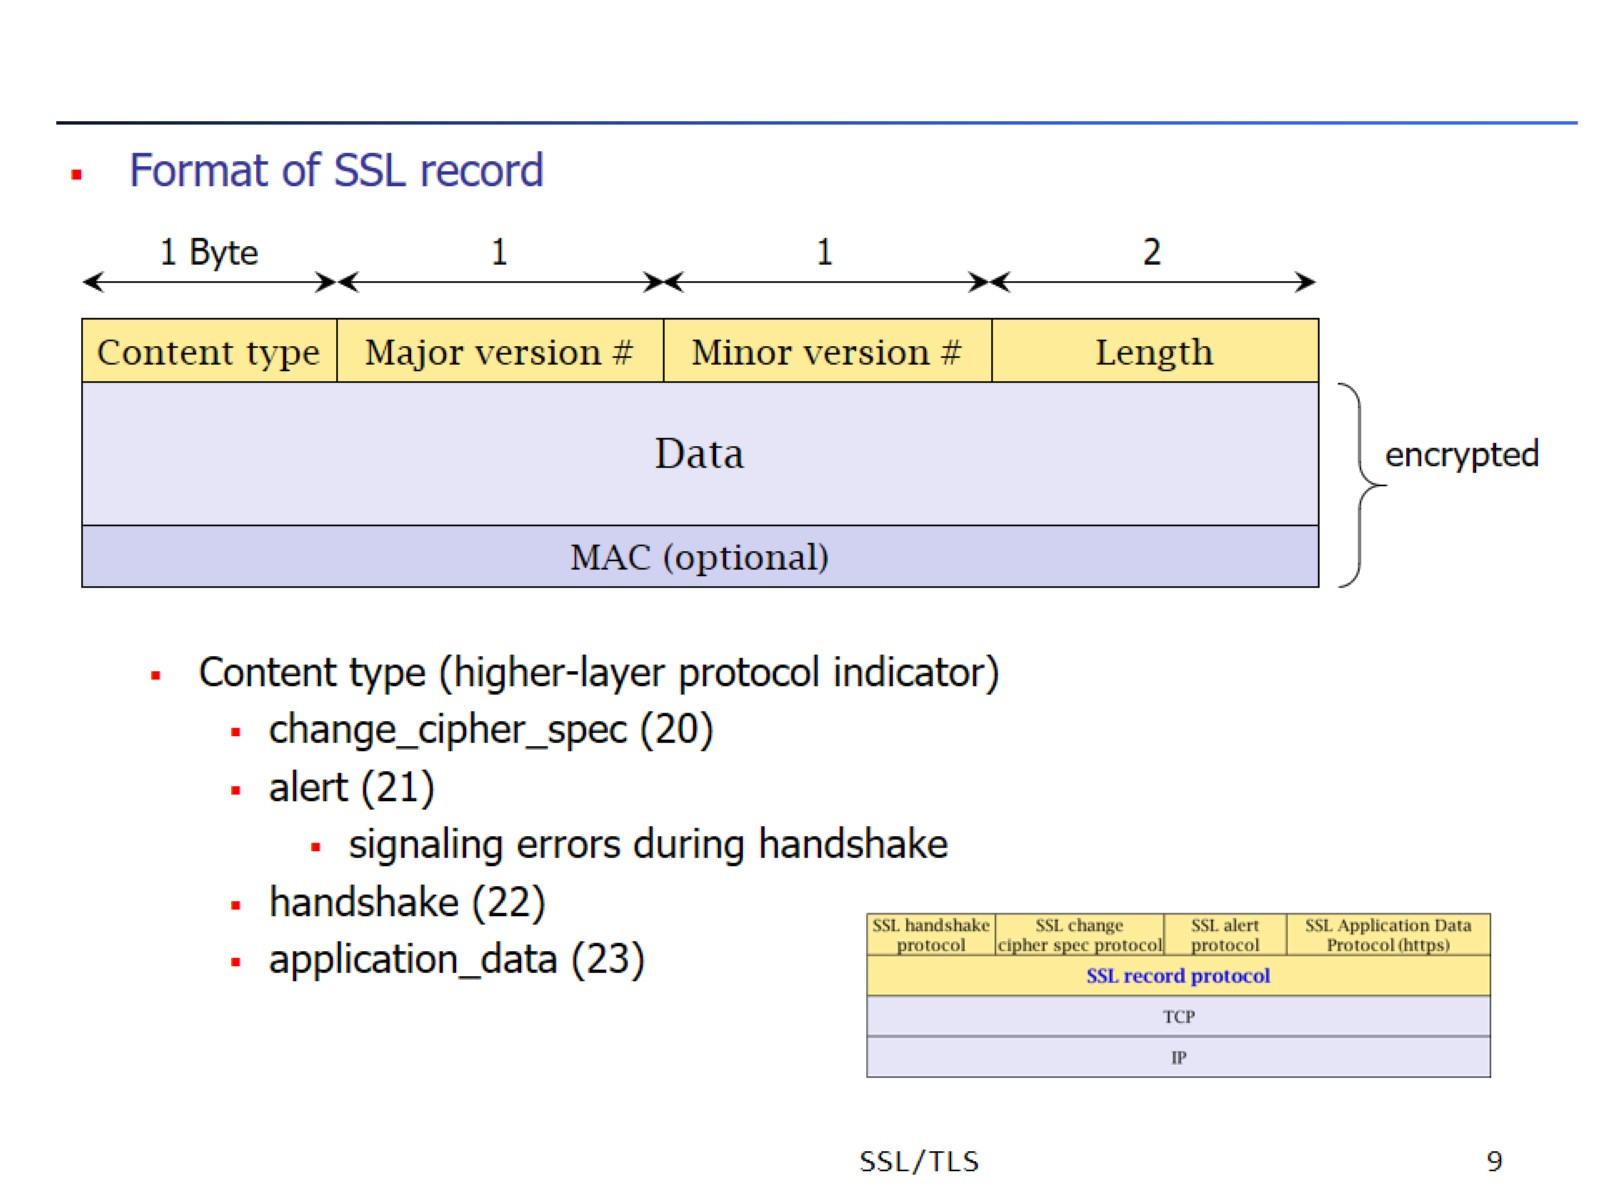 Format of SSL record
1 Byte 1 1 2
Content type Major version # Minor version # Length
Data
encrypted
MAC (optional)
Content type (higher-layer protocol indicator)
change_cipher_spec (20)
alert (21)
signaling errors during handshake
handshake (22)
application_data (23)
SSL handshake protocol
SSL change cipher spec protocol
SSL alert protocol
SSL Application Data Protocol (https)
SSL record protocol
TCP
IP
SSL/TLS
9